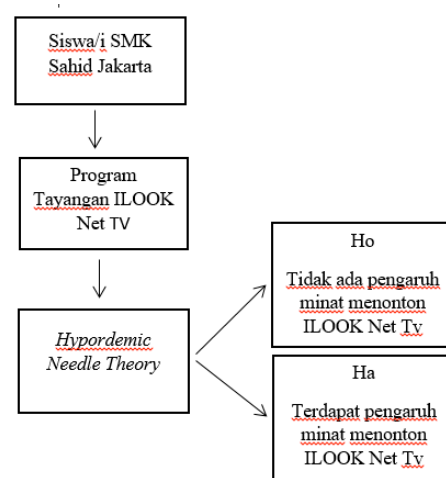 Siswa/i SMK
Sahid Jakarta
Program
Tayangan ILOOK
Net TV
Hypordemic
Needle Theory
Ho
Tidak ada pengaruh
minat menonton
ILOOK Net Tv
Ha
Terdapat pengaruh
minat menonton
ILOOK Net Tv